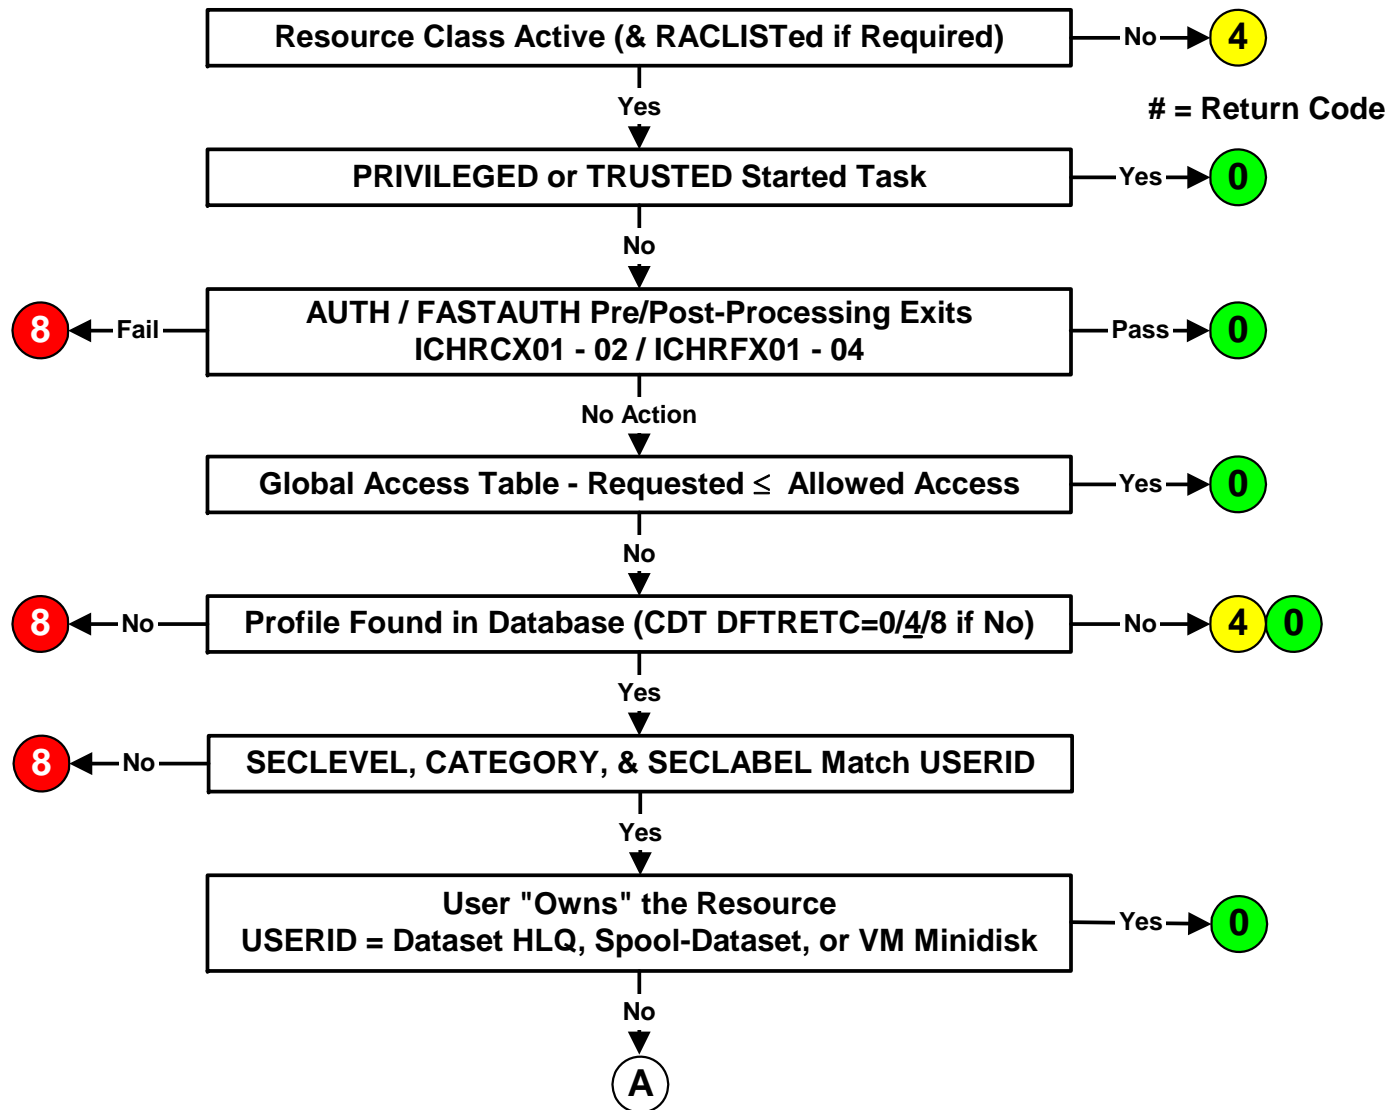 Resource Class Active (& RACLISTed if Required)
No
4
Yes
# = Return Code
PRIVILEGED or TRUSTED Started Task
Yes
0
No
8
Fail
AUTH / FASTAUTH Pre/Post-Processing Exits
ICHRCX01 - 02 / ICHRFX01 - 04
Pass
0
No Action
Global Access Table - Requested ≤ Allowed Access
Yes
0
No
8
No
Profile Found in Database (CDT DFTRETC=0/4/8 if No)
No
4 0
Yes
8
No
SECLEVEL, CATEGORY, & SECLABEL Match USERID
Yes
User "Owns" the Resource
USERID = Dataset HLQ, Spool-Dataset, or VM Minidisk
Yes
0
No
A